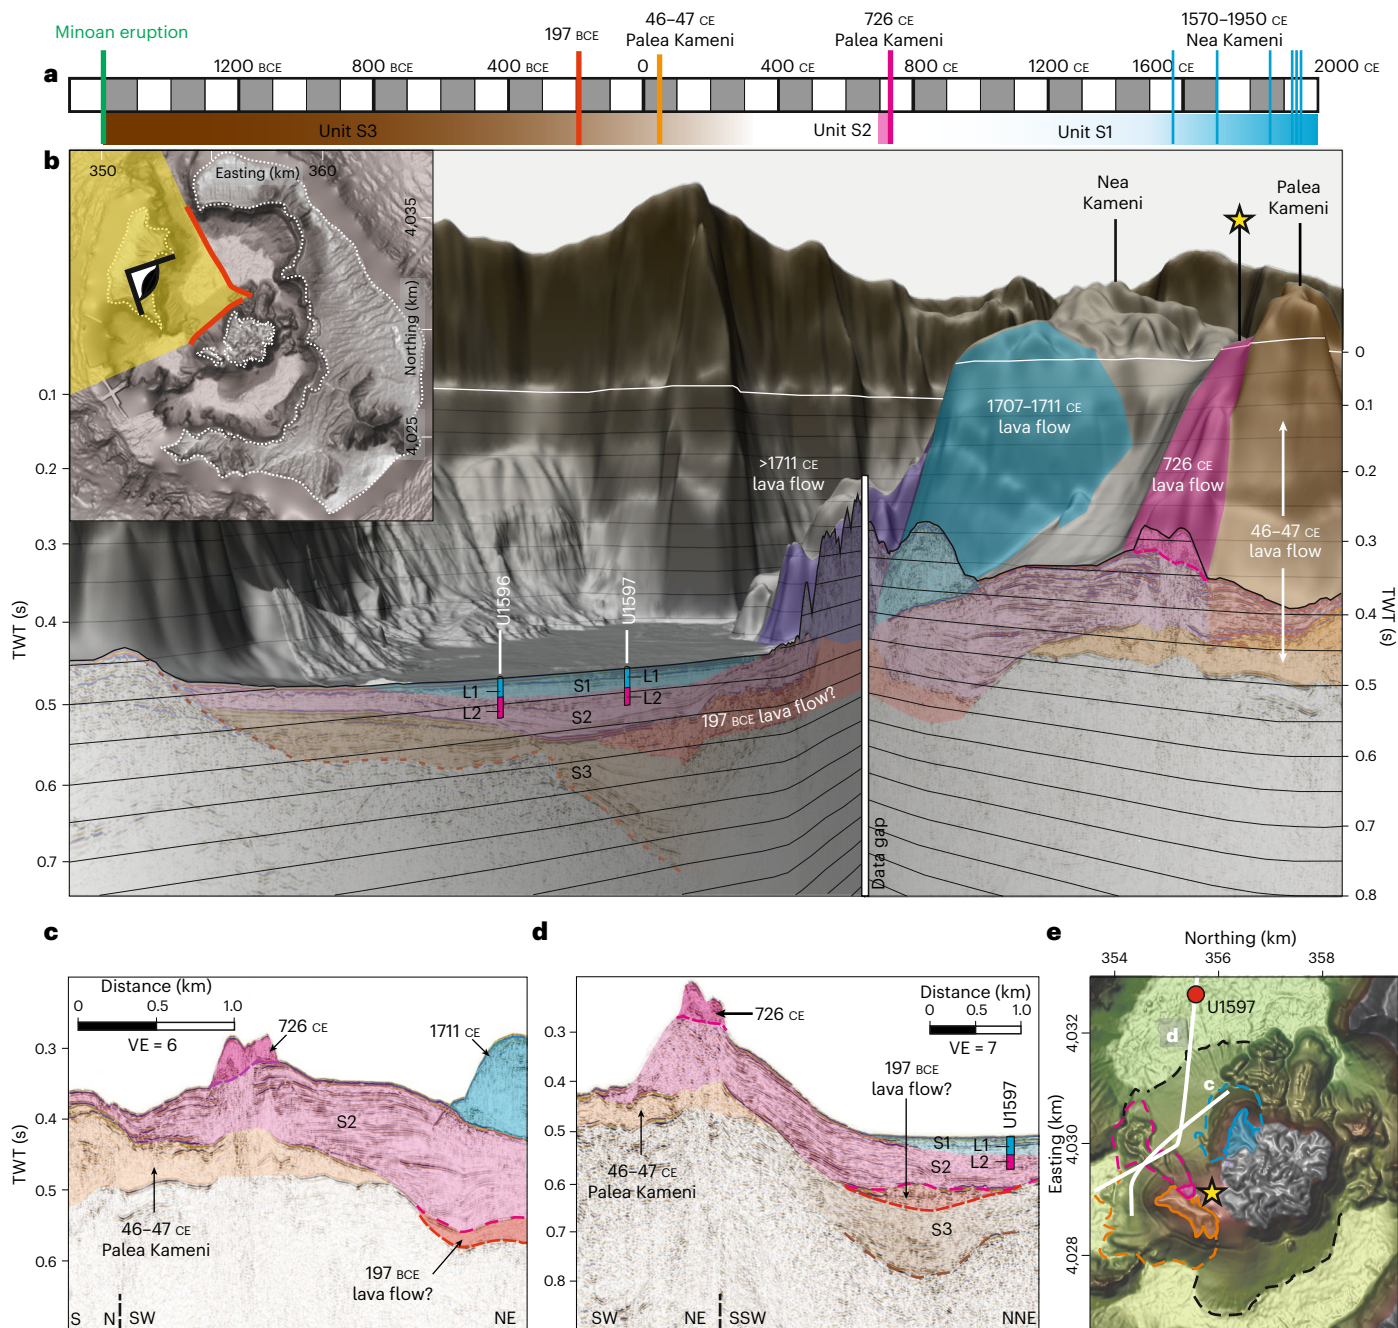 Minoan eruption
197 BCE
46–47 CE
Palea Kameni
726 CE
Palea Kameni
1570–1950 CE
Nea Kameni
a
1200 BCE
800 BCE
400 BCE
0
400 CE
800 CE
1200 CE
1600 CE
2000 CE
Unit S3
Unit S2
Unit S1
b
350
Easting (km)
360
4,035
Northing (km)
4,025
Nea
Kameni
Palea
Kameni
0
0.1
0.1
1707–1711 CE
lava flow
>1711 CE
lava flow
726 CE
lava flow
0.2
0.2
46–47 CE
lava flow
0.3
0.3
U1596
U1597
TWT (s)
0.4
0.4
TWT (s)
L1
S1
L1
L2
L2
S2
197 BCE lava flow?
0.5
0.5
S3
0.6
0.6
0.7
0.7
Data gap
0.8
c
Distance (km)
0
0.5
1.0
VE = 6
726 CE
1711 CE
0.3
TWT (s)
0.4
S2
0.5
46–47 CE
Palea Kameni
0.6
197 BCE
lava flow?
S
N
SW
NE
d
Distance (km)
0
0.5
1.0
VE = 7
726 CE
0.3
197 BCE
lava flow?
0.4
U1597
S1
L1
0.5
S2
L2
46–47 CE
Palea Kameni
0.6
0.7
S3
0.8
SW
NE
SSW
NNE
e
Northing (km)
354
356
358
U1597
4,032
d
c
Easting (km)
4,030
4,028